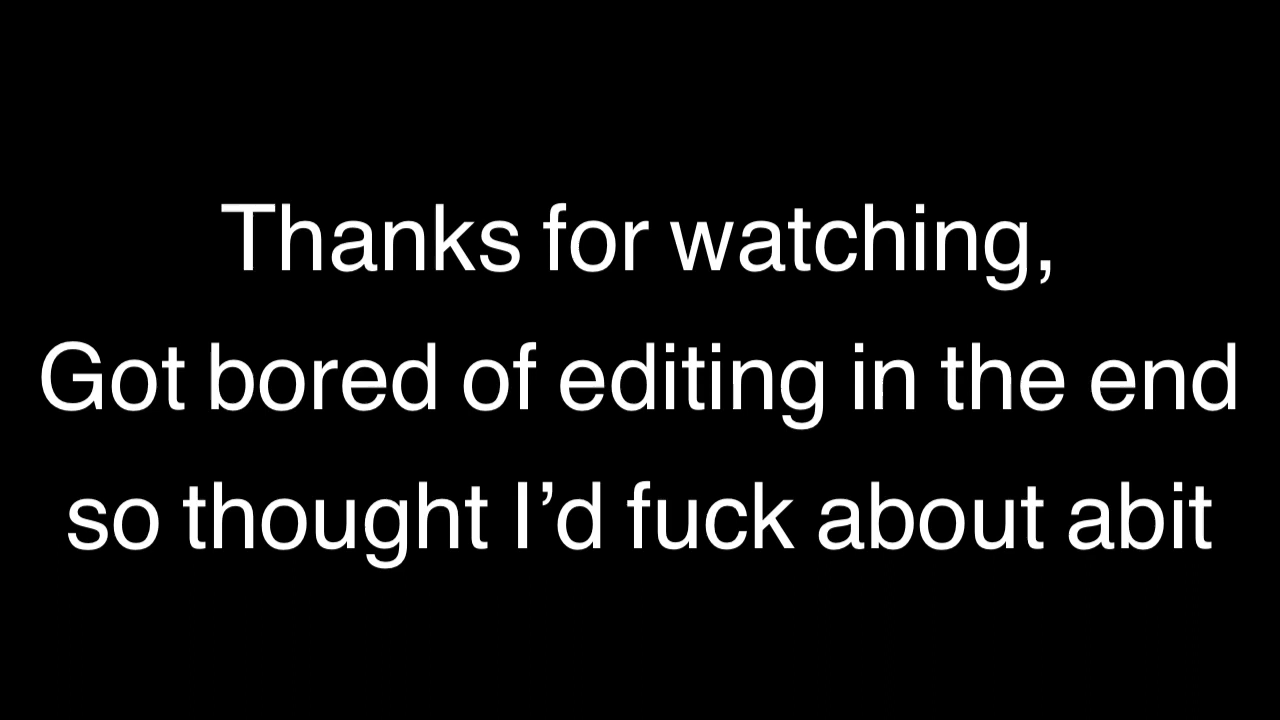 Thanks for watching,
Got bored of editing in the end
so thought I’d fuck about abit